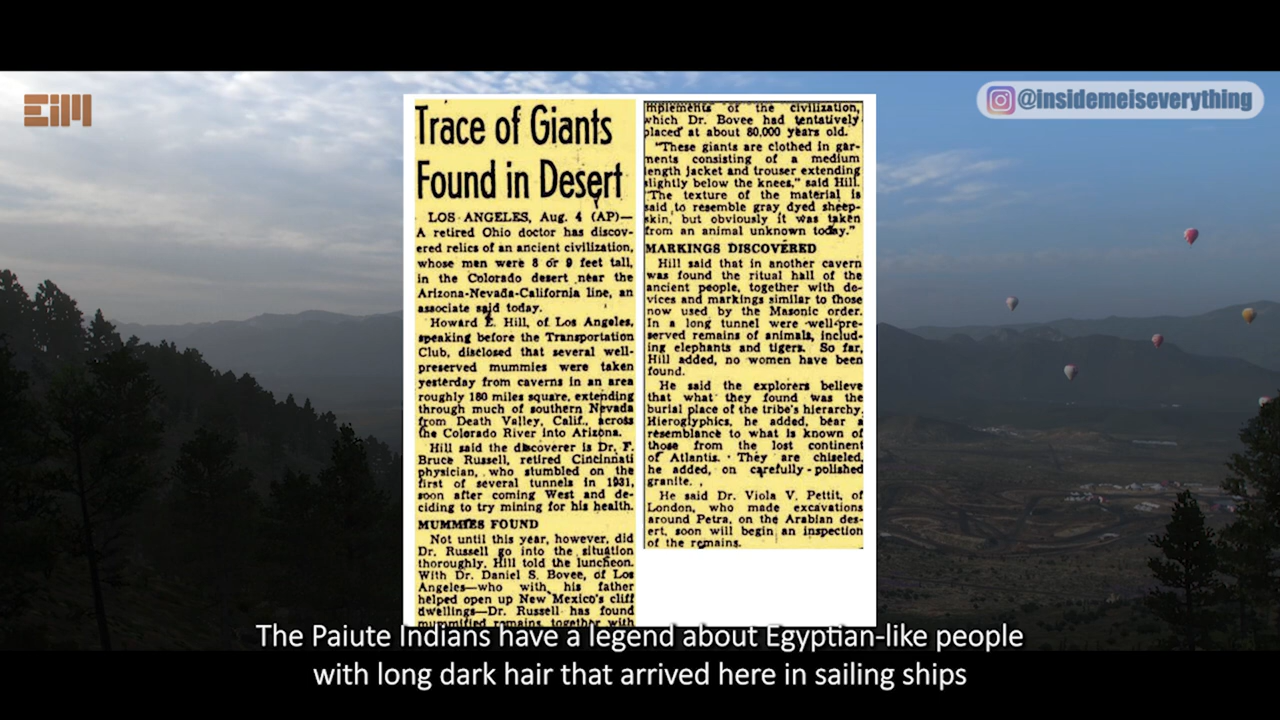 EIM
@insidemeiseverything
Trace of Giants
Found in Desert
LOS ANGELES, Aug. 4 (AP)—
A retired Ohio doctor has discov-
ered relics of an ancient civilization,
whose men were 8 or 9 feet tall,
in the Colorado desert near the
Arizona-Nevada-California line, an
associate said today.
Howard E. Hill, of Los Angeles,
speaking before the Transportation
Club, disclosed that several well-
preserved mummies were taken
yesterday from caverns in an area
roughly 180 miles square, extending
through much of southern Nevada
from Death Valley, Calif., across
the Colorado River into Arizona.
Hill said the discoverer is Dr. F.
Bruce Russell, retired Cincinnati
physician, who stumbled on the
first of several tunnels in 1931,
soon after coming West and de-
ciding to try mining for his health.
MUMMIES FOUND
Not until this year, however, did
Dr. Russell go into the situation
thoroughly, Hill told the luncheon.
With Dr. Daniel S. Bovee, of Los
Angeles—who with his father
helped open up New Mexico's cliff
dwellings—Dr. Russell has found
mummified remains, together with
implements of the civilization,
which Dr. Bovee had tentatively
placed at about 80,000 years old.
"These giants are clothed in gar-
ments consisting of a medium
length jacket and trouser extending
slightly below the knees," said Hill.
"The texture of the material is
said to resemble gray dyed sheep-
skin, but obviously it was taken
from an animal unknown today."
MARKINGS DISCOVERED
Hill said that in another cavern
was found the ritual hall of the
ancient people, together with de-
vices and markings similar to those
now used by the Masonic order.
In a long tunnel were well-pre-
served remains of animals, includ-
ing elephants and tigers. So far,
Hill added, no women have been
found.
He said the explorers believe
that what they found was the
burial place of the tribe's hierarchy.
Hieroglyphics, he added, bear a
resemblance to what is known of
those from the lost continent
of Atlantis. They are chiseled,
he added, on carefully-polished
granite.
He said Dr. Viola V. Pettit, of
London, who made excavations
around Petra, on the Arabian des-
ert, soon will begin an inspection
of the remains.
The Paiute Indians have a legend about Egyptian-like people
with long dark hair that arrived here in sailing ships